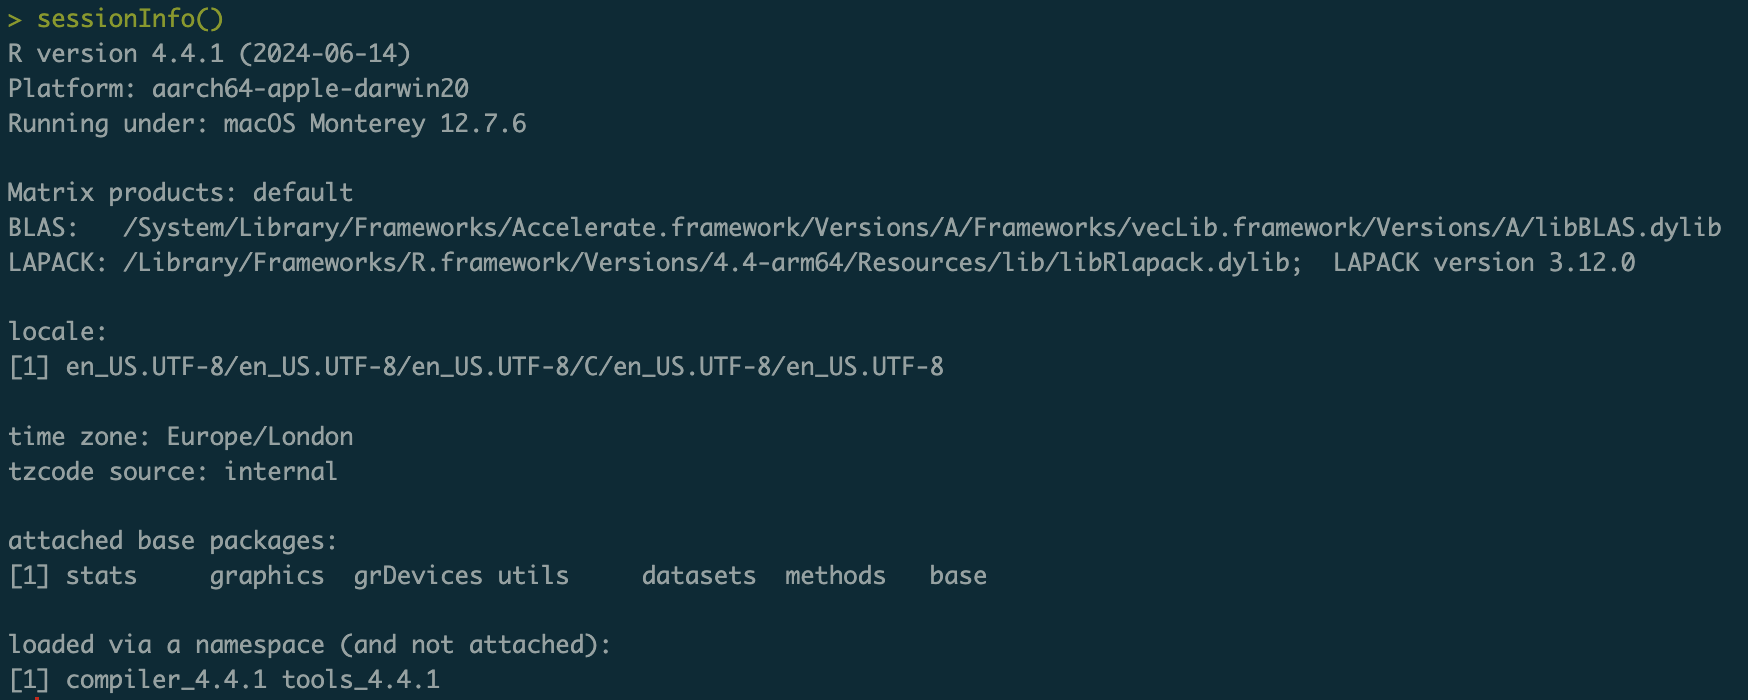 > sessionInfo()
R version 4.4.1 (2024-06-14)
Platform: aarch64-apple-darwin20
Running under: macOS Monterey 12.7.6

Matrix products: default
BLAS:   /System/Library/Frameworks/Accelerate.framework/Versions/A/Frameworks/vecLib.framework/Versions/A/libBLAS.dylib
LAPACK: /Library/Frameworks/R.framework/Versions/4.4-arm64/Resources/lib/libRlapack.dylib;  LAPACK version 3.12.0

locale:
[1] en_US.UTF-8/en_US.UTF-8/en_US.UTF-8/C/en_US.UTF-8/en_US.UTF-8

time zone: Europe/London
tzcode source: internal

attached base packages:
[1] stats     graphics  grDevices utils     datasets  methods   base

loaded via a namespace (and not attached):
[1] compiler_4.4.1 tools_4.4.1